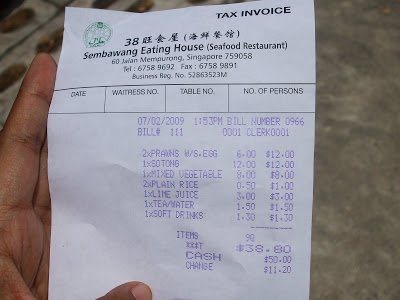 TAX INVOICE
38 旺食屋 (海鮮餐馆)
Sembawang Eating House (Seafood Restaurant)
60 Jalan Mempurong, Singapore 759058
Tel : 6758 9692 Fax : 6758 9891
Business Reg. No. 52863523M
DATE WAITRESS NO. TABLE NO. NO. OF PERSONS
07/02/2009 1:53PM BILL NUMBER 0966
BILL# 111 0001 CLERK0001
2xPRAWNS W/S.EGG 6.00 $12.00
1xSOTONG 12.00 $12.00
1xMIXED VEGETABLE 8.00 $8.00
2xPLAIN RICE 0.50 $1.00
1xLIME JUICE 3.00 $3.00
1xTEA/WATER 1.50 $1.50
1xSOFT DRINKS 1.30 $1.30
ITEMS 9Q
***T $38.80
CASH $50.00
CHANGE $11.20